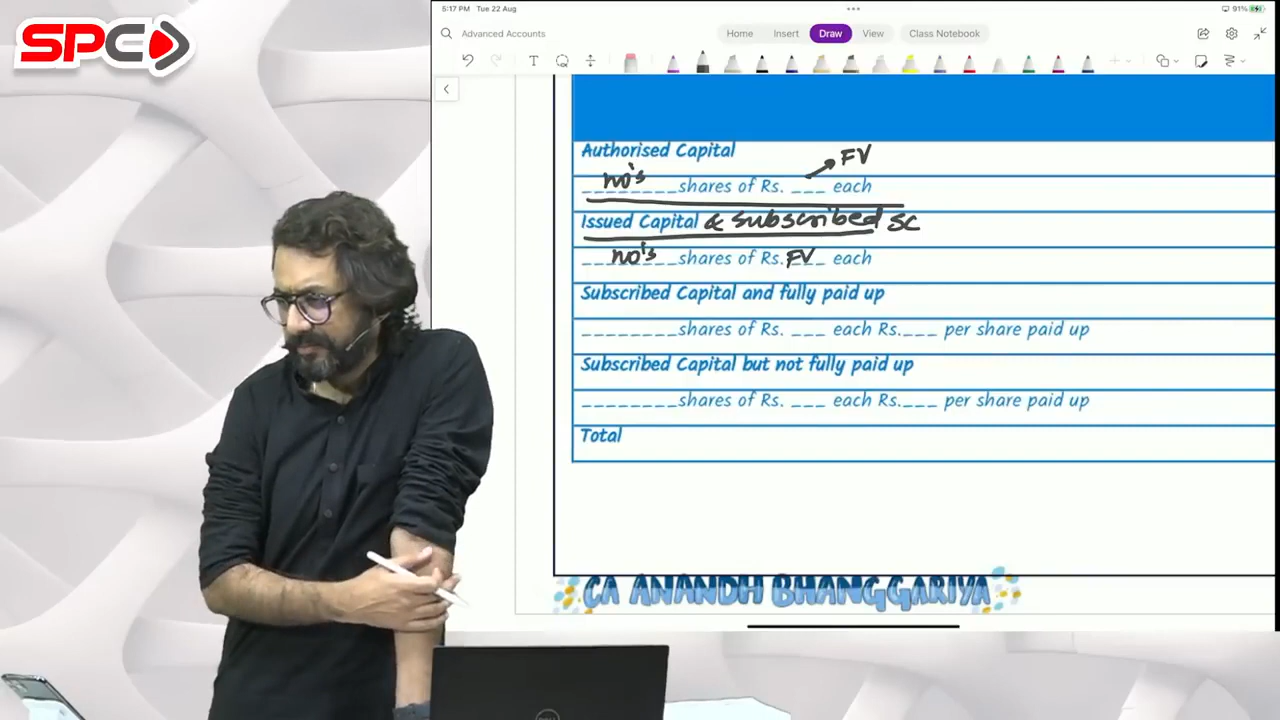 SPC
5:17 PM Tue 22 Aug
91%
Advanced Accounts
Home Insert Draw View Class Notebook
Authorised Capital
FV
no's
________shares of Rs. ___ each
Issued Capital & Subscribed SC
no's FV
________shares of Rs.___ each
Subscribed Capital and fully paid up
________shares of Rs. ___ each Rs.___ per share paid up
Subscribed Capital but not fully paid up
________shares of Rs. ___ each Rs.___ per share paid up
Total
CA ANANDH BHANGGARIYA
DELL